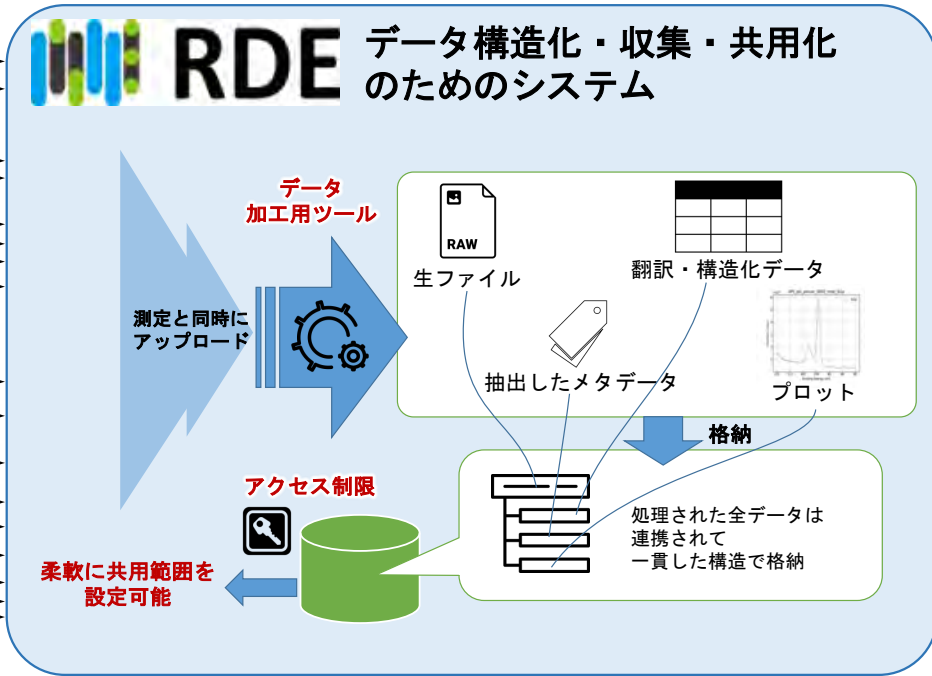 RDE
データ構造化・収集・共用化
のためのシステム
データ
加工用ツール
測定と同時に
アップロード
RAW
生ファイル
翻訳・構造化データ
抽出したメタデータ
プロット
格納
アクセス制限
処理された全データは
連携されて
一貫した構造で格納
柔軟に共用範囲を
設定可能